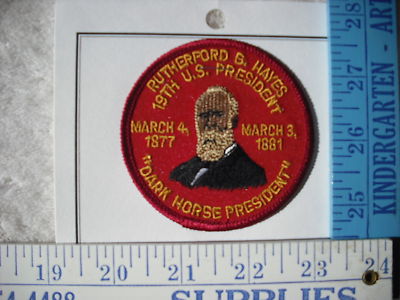 RUTHERFORD B. HAYES
19TH U.S. PRESIDENT
MARCH 4,
1877
MARCH 3,
1881
"DARK HORSE PRESIDENT"
25 26 27 28
KINDERGARTEN - ART
19 20 21 22 23 24
SUPPLIES